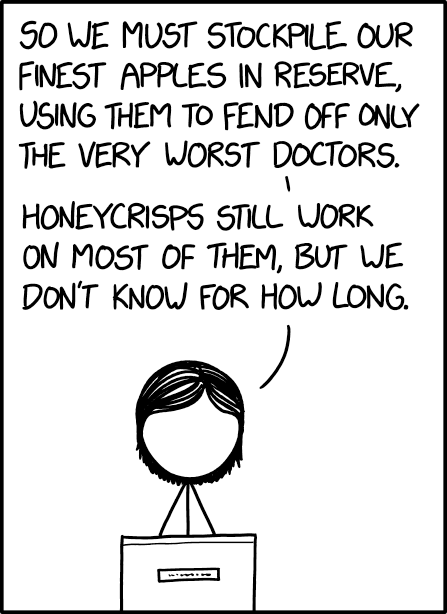 SO WE MUST STOCKPILE OUR
FINEST APPLES IN RESERVE,
USING THEM TO FEND OFF ONLY
THE VERY WORST DOCTORS.
HONEYCRISPS STILL WORK
ON MOST OF THEM, BUT WE
DON'T KNOW FOR HOW LONG.